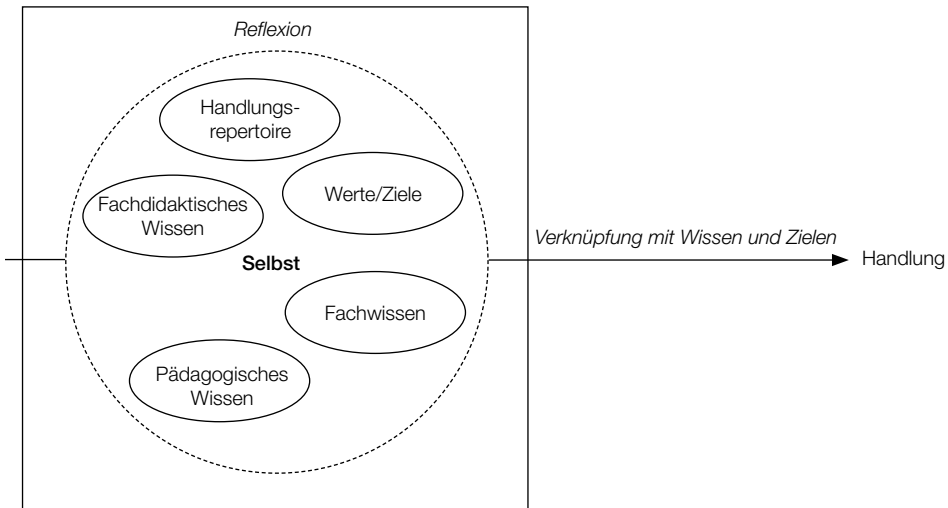 Reflexion
Handlungs-
repertoire
Werte/Ziele
Fachdidaktisches
Wissen
Verknüpfung mit Wissen und Zielen
Selbst
Handlung
Fachwissen
Pädagogisches
Wissen